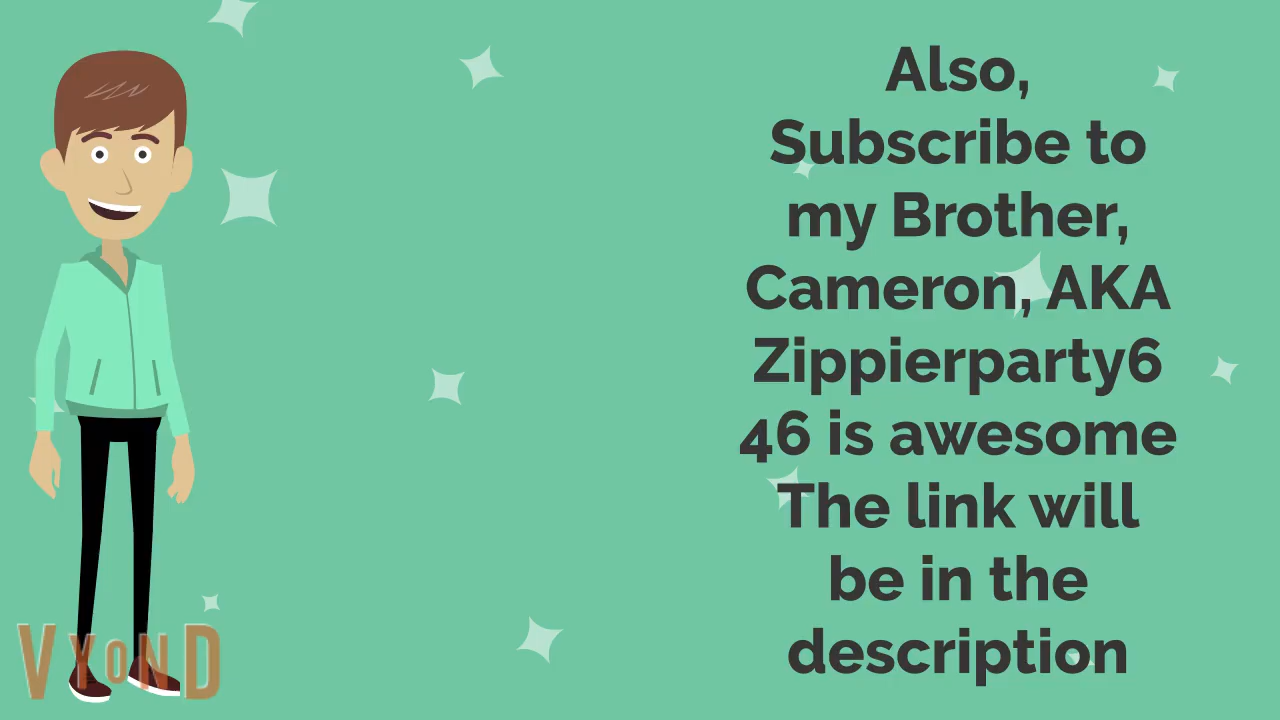 Also,
Subscribe to
my Brother,
Cameron, AKA
Zippierparty6
46 is awesome
The link will
be in the
description
VYOND